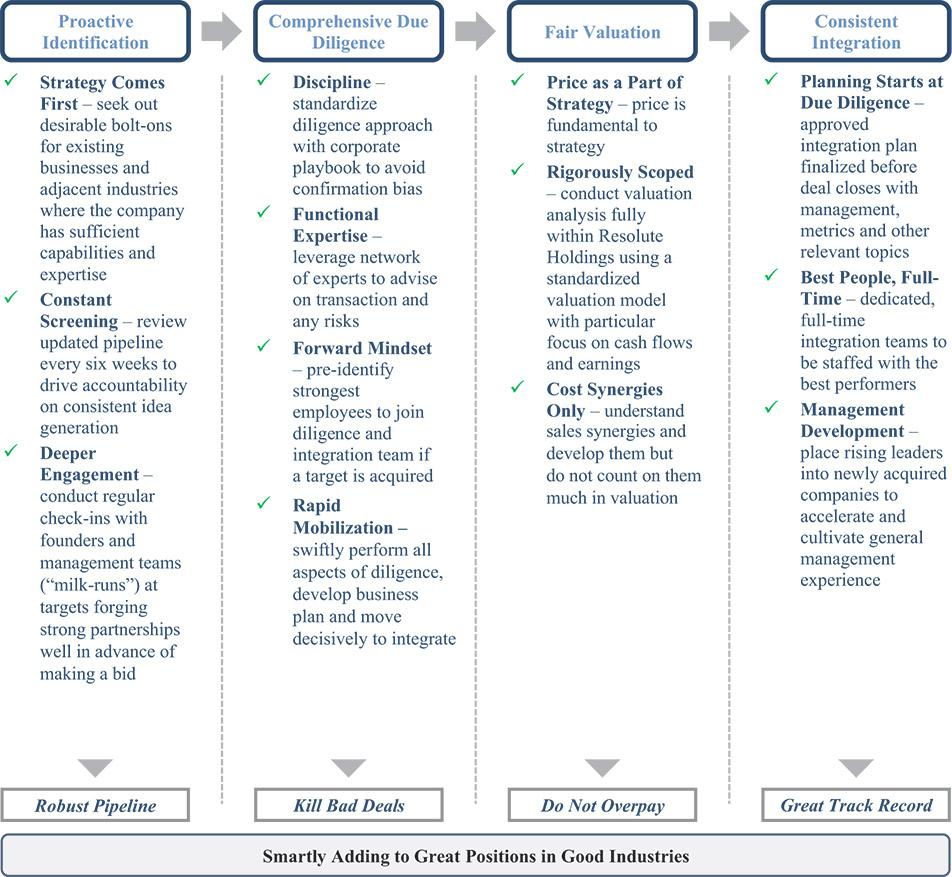 Proactive
Identification
Comprehensive Due
Diligence
Fair Valuation
Consistent
Integration
Strategy Comes
First – seek out
desirable bolt-ons
for existing
businesses and
adjacent industries
where the company
has sufficient
capabilities and
expertise
Constant
Screening – review
updated pipeline
every six weeks to
drive accountability
on consistent idea
generation
Deeper
Engagement –
conduct regular
check-ins with
founders and
management teams
(“milk-runs”) at
targets forging
strong partnerships
well in advance of
making a bid
Discipline –
standardize
diligence approach
with corporate
playbook to avoid
confirmation bias
Functional
Expertise –
leverage network
of experts to advise
on transaction and
any risks
Forward Mindset
– pre-identify
strongest
employees to join
diligence and
integration team if
a target is acquired
Rapid
Mobilization –
swiftly perform all
aspects of diligence,
develop business
plan and move
decisively to integrate
Price as a Part of
Strategy – price is
fundamental to
strategy
Rigorously Scoped
– conduct valuation
analysis fully
within Resolute
Holdings using a
standardized
valuation model
with particular
focus on cash flows
and earnings
Cost Synergies
Only – understand
sales synergies and
develop them but
do not count on them
much in valuation
Planning Starts at
Due Diligence –
approved
integration plan
finalized before
deal closes with
management,
metrics and other
relevant topics
Best People, Full-
Time – dedicated,
full-time
integration teams to
be staffed with the
best performers
Management
Development –
place rising leaders
into newly acquired
companies to
accelerate and
cultivate general
management
experience
Robust Pipeline
Kill Bad Deals
Do Not Overpay
Great Track Record
Smartly Adding to Great Positions in Good Industries